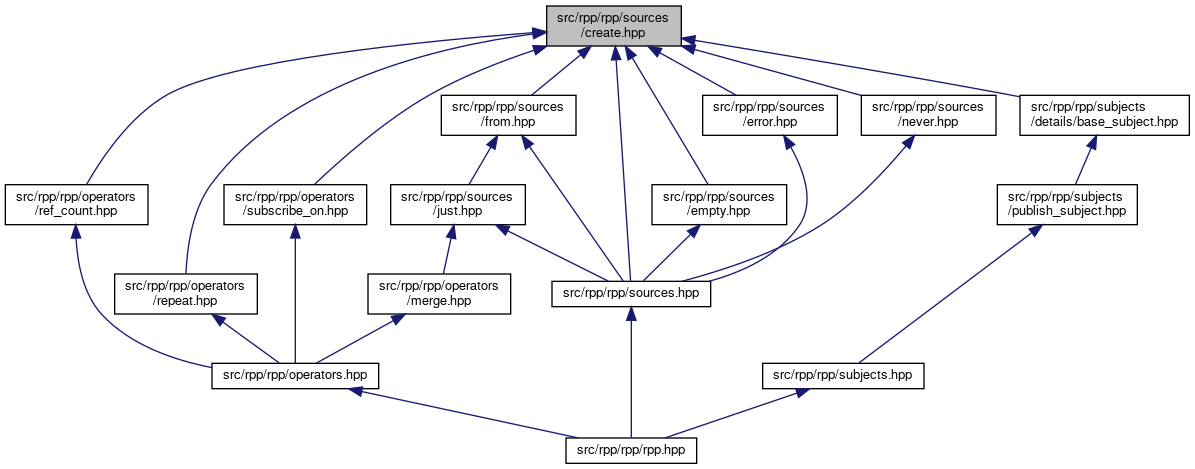 src/rpp/rpp/sources
/create.hpp
src/rpp/rpp/sources
/from.hpp
src/rpp/rpp/sources
/error.hpp
src/rpp/rpp/sources
/never.hpp
src/rpp/rpp/subjects
/details/base_subject.hpp
src/rpp/rpp/operators
/ref_count.hpp
src/rpp/rpp/operators
/subscribe_on.hpp
src/rpp/rpp/sources
/just.hpp
src/rpp/rpp/sources
/empty.hpp
src/rpp/rpp/subjects
/publish_subject.hpp
src/rpp/rpp/operators
/repeat.hpp
src/rpp/rpp/operators
/merge.hpp
src/rpp/rpp/sources.hpp
src/rpp/rpp/operators.hpp
src/rpp/rpp/subjects.hpp
src/rpp/rpp/rpp.hpp